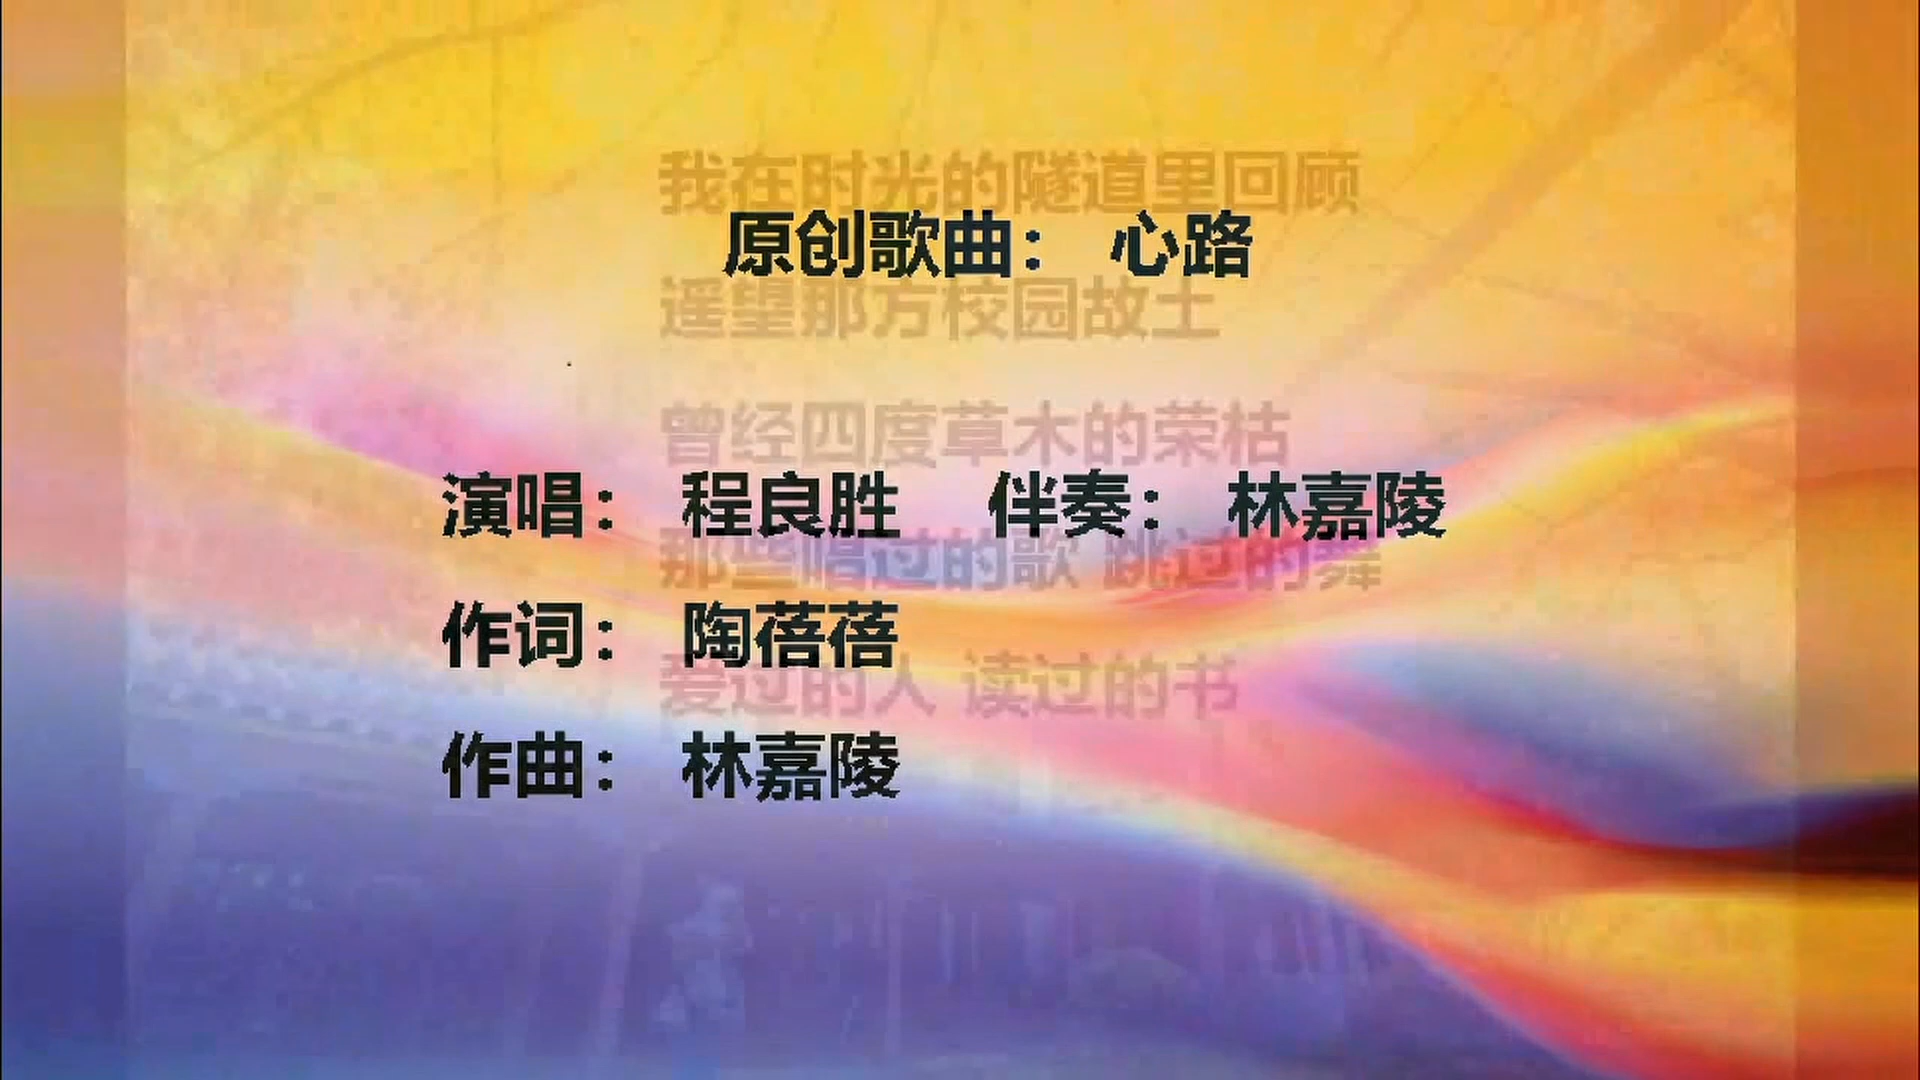 我在时光的隧道里回顾
原创歌曲： 心路
遥望那方校园故土
曾经四度草木的荣枯
演唱： 程良胜 伴奏： 林嘉陵
那些唱过的歌 跳过的舞
作词： 陶蓓蓓
爱过的人 读过的书
作曲： 林嘉陵